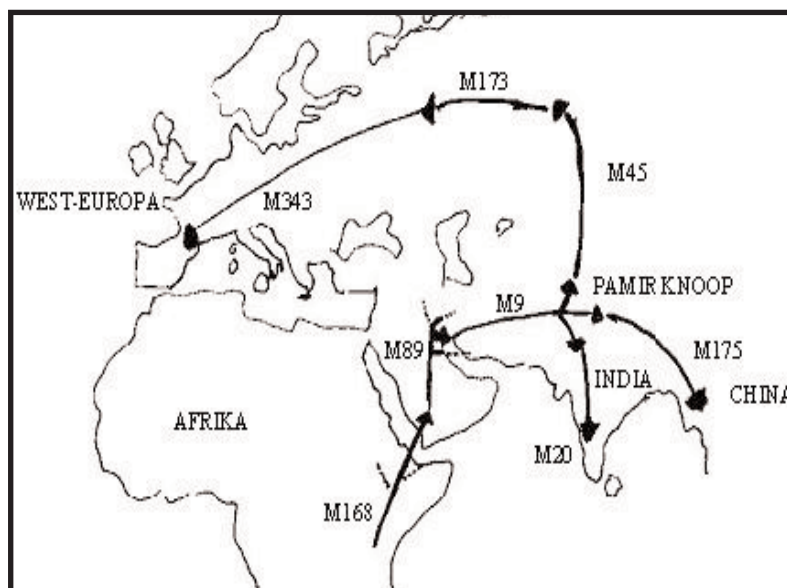 M173
M45
WEST-EUROPA
M343
PAMIR KNOOP
M9
M89
M175
INDIA
CHINA
AFRIKA
M20
M168